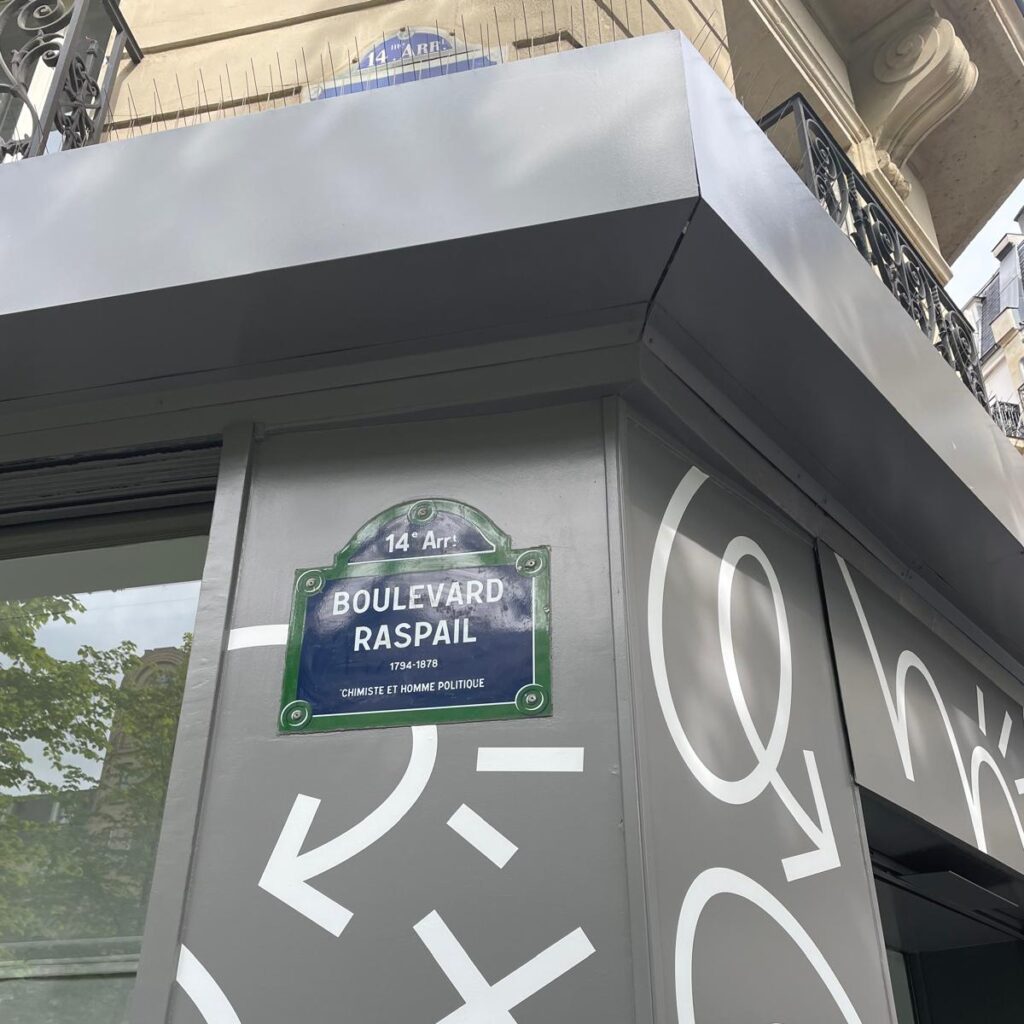 14ᵉ Arrᵗ
14ᵉ Arrᵗ
BOULEVARD
RASPAIL
1794-1878
CHIMISTE ET HOMME POLITIQUE